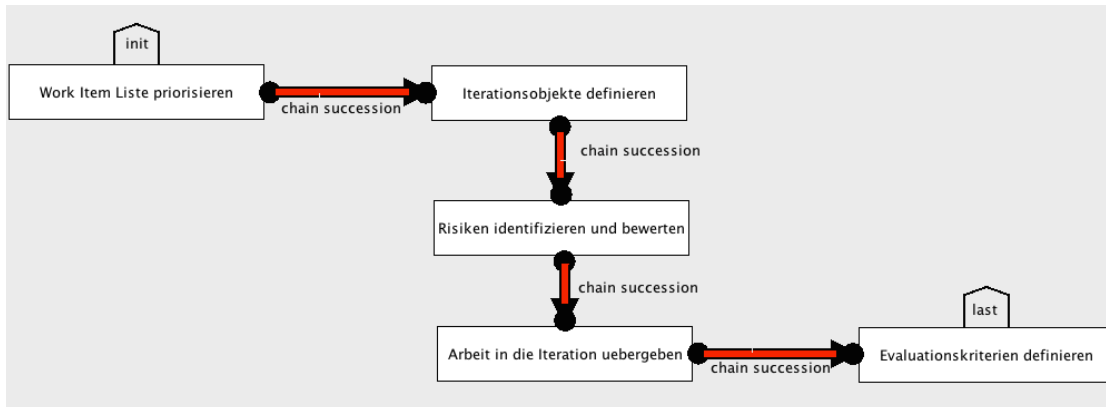 init
Work Item Liste priorisieren
chain succession
Iterationsobjekte definieren
chain succession
Risiken identifizieren und bewerten
chain succession
Arbeit in die Iteration uebergeben
chain succession
last
Evaluationskriterien definieren